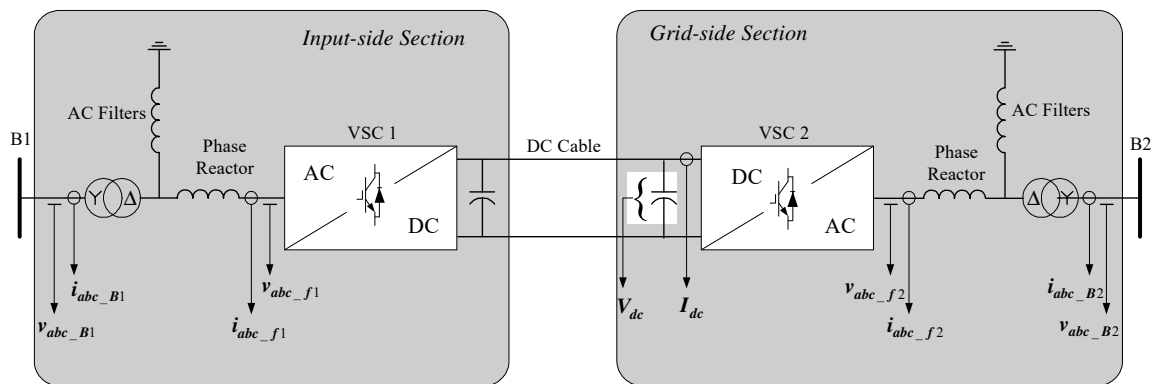 Input-side Section
Grid-side Section
AC Filters
AC Filters
B1
Phase
Reactor
VSC 1
DC Cable
VSC 2
Phase
Reactor
B2
AC
DC
DC
AC
Y
Δ
{
Δ
Y
i_abc_B1
v_abc_B1
v_abc_f1
i_abc_f1
V_dc
I_dc
v_abc_f2
i_abc_f2
i_abc_B2
v_abc_B2